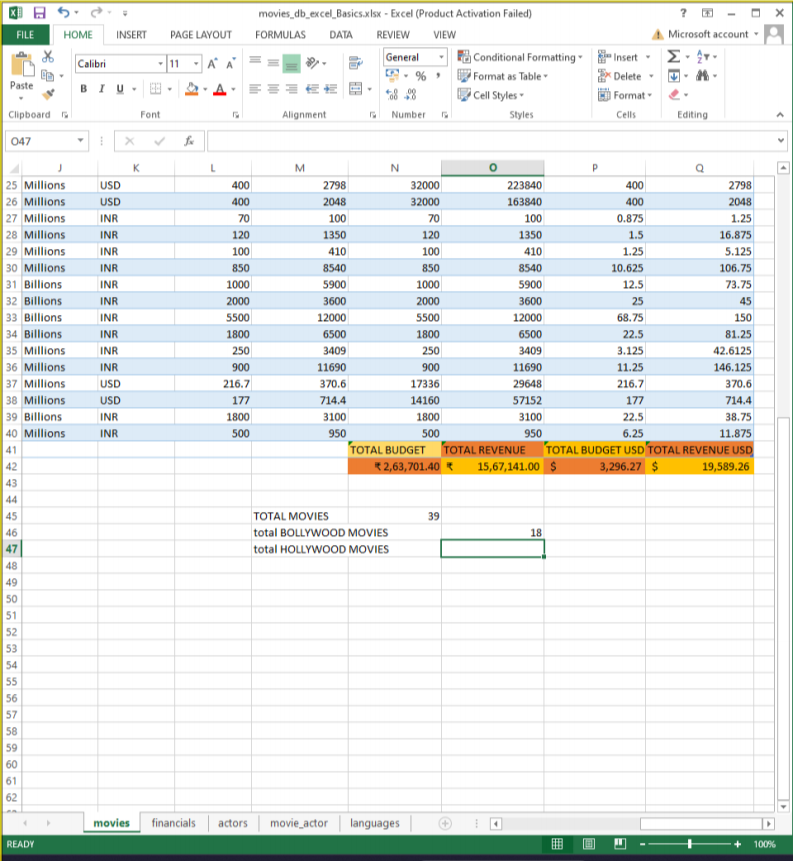 movies_db_excel_Basics.xlsx - Excel (Product Activation Failed)
FILE HOME INSERT PAGE LAYOUT FORMULAS DATA REVIEW VIEW Microsoft account
Paste Calibri 11 General Conditional Formatting Insert
B I U % , Format as Table Delete
Cell Styles Format
Clipboard Font Alignment Number Styles Cells Editing
O47 fx
J K L M N O P Q
25 Millions USD 400 2798 32000 223840 400 2798
26 Millions USD 400 2048 32000 163840 400 2048
27 Millions INR 70 100 70 100 0.875 1.25
28 Millions INR 120 1350 120 1350 1.5 16.875
29 Millions INR 100 410 100 410 1.25 5.125
30 Millions INR 850 8540 850 8540 10.625 106.75
31 Billions INR 1000 5900 1000 5900 12.5 73.75
32 Billions INR 2000 3600 2000 3600 25 45
33 Billions INR 5500 12000 5500 12000 68.75 150
34 Billions INR 1800 6500 1800 6500 22.5 81.25
35 Millions INR 250 3409 250 3409 3.125 42.6125
36 Millions INR 900 11690 900 11690 11.25 146.125
37 Millions USD 216.7 370.6 17336 29648 216.7 370.6
38 Millions USD 177 714.4 14160 57152 177 714.4
39 Billions INR 1800 3100 1800 3100 22.5 38.75
40 Millions INR 500 950 500 950 6.25 11.875
41 TOTAL BUDGET TOTAL REVENUE TOTAL BUDGET USD TOTAL REVENUE USD
42 ₹ 2,63,701.40 ₹ 15,67,141.00 $ 3,296.27 $ 19,589.26
43
44
45 TOTAL MOVIES 39
46 total BOLLYWOOD MOVIES 18
47 total HOLLYWOOD MOVIES
48
49
50
51
52
53
54
55
56
57
58
59
60
61
62
movies financials actors movie_actor languages
READY 100%